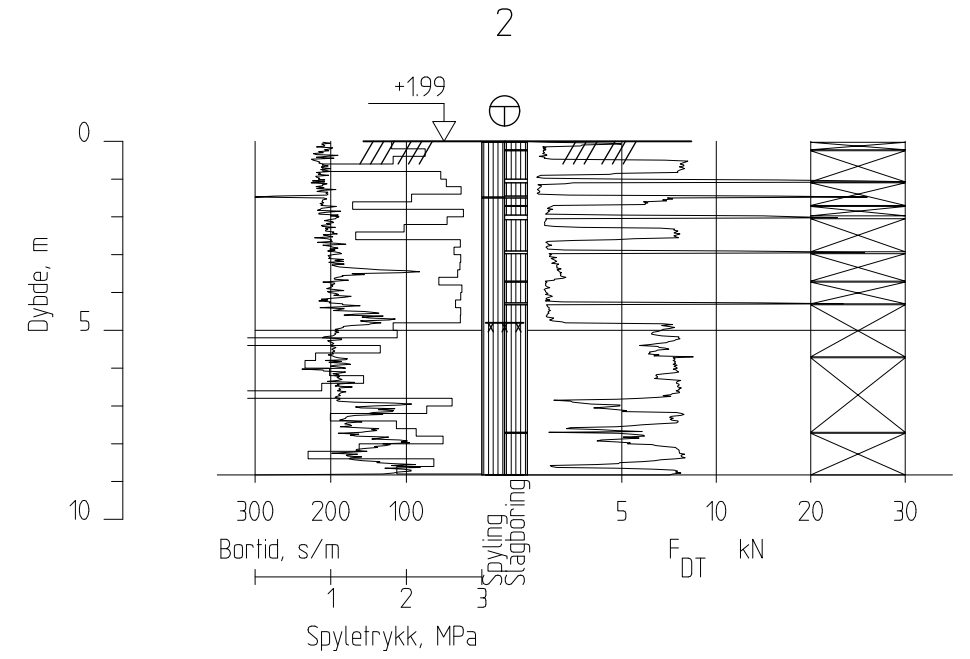 2
+1.99
0
5
10
Dybde, m
300 200 100 5 10 20 30
Spyling
Slagboring
Bortid, s/m
F DT kN
1 2 3
Spyletrykk, MPa
x x x